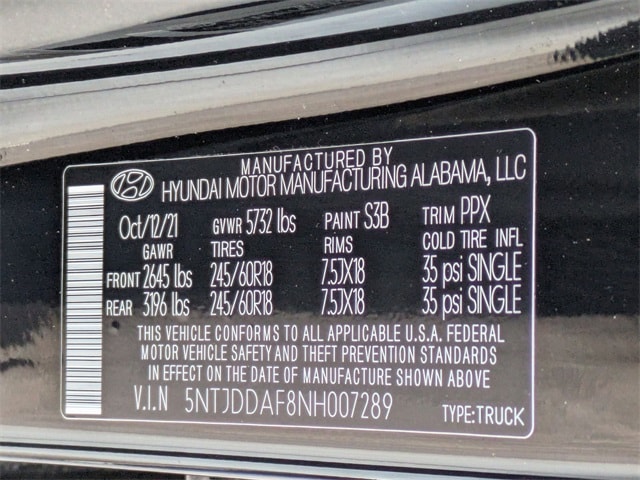 MANUFACTURED BY
HYUNDAI MOTOR MANUFACTURING ALABAMA, LLC
Oct/12/21 GVWR 5732 lbs PAINT S3B TRIM PPX
GAWR TIRES RIMS COLD TIRE INFL
FRONT 2645 lbs 245/60R18 7.5JX18 35 psi SINGLE
REAR 3196 lbs 245/60R18 7.5JX18 35 psi SINGLE
THIS VEHICLE CONFORMS TO ALL APPLICABLE U.S.A. FEDERAL
MOTOR VEHICLE SAFETY AND THEFT PREVENTION STANDARDS
IN EFFECT ON THE DATE OF MANUFACTURE SHOWN ABOVE
V.I.N 5NTJDDAF8NH007289 TYPE:TRUCK